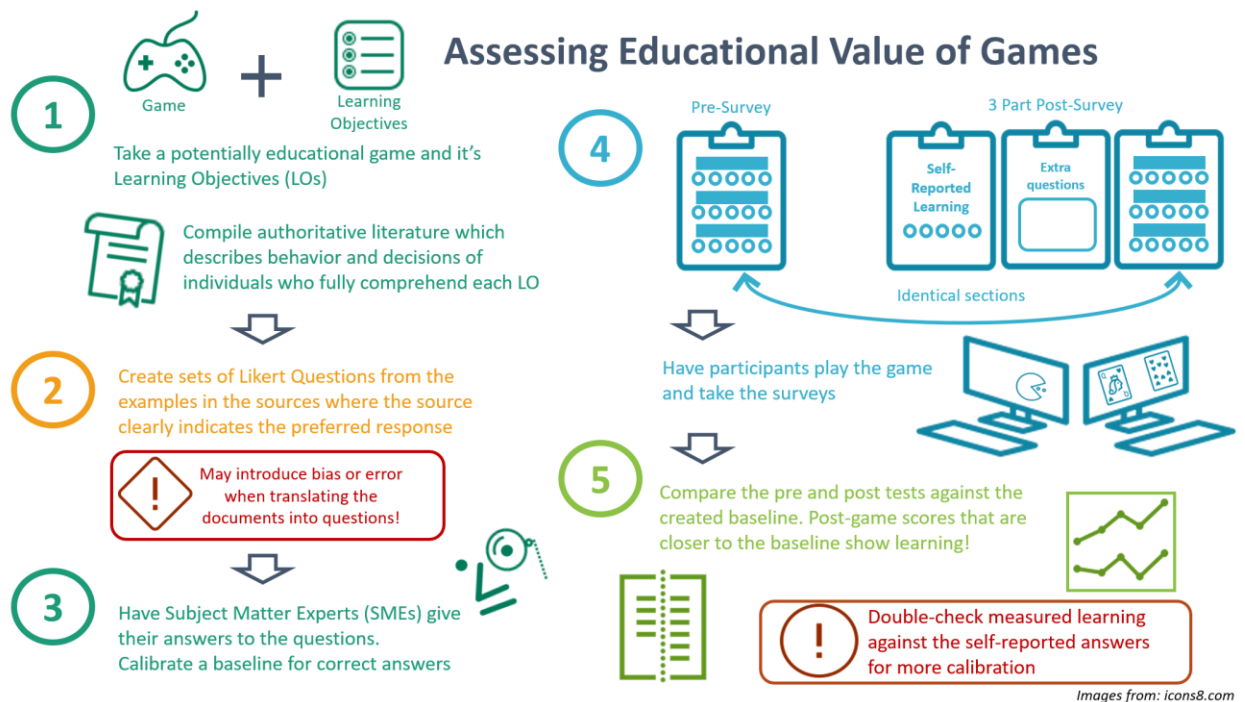 Assessing Educational Value of Games
1
Game
+
Learning
Objectives
Take a potentially educational game and it's
Learning Objectives (LOs)
Compile authoritative literature which
describes behavior and decisions of
individuals who fully comprehend each LO
2
Create sets of Likert Questions from the
examples in the sources where the source
clearly indicates the preferred response
!
May introduce bias or error
when translating the
documents into questions!
3
Have Subject Matter Experts (SMEs) give
their answers to the questions.
Calibrate a baseline for correct answers
4
Pre-Survey
3 Part Post-Survey
Self-
Reported
Learning
Extra
questions
Identical sections
Have participants play the game
and take the surveys
5
Compare the pre and post tests against the
created baseline. Post-game scores that are
closer to the baseline show learning!
!
Double-check measured learning
against the self-reported answers
for more calibration
Images from: icons8.com